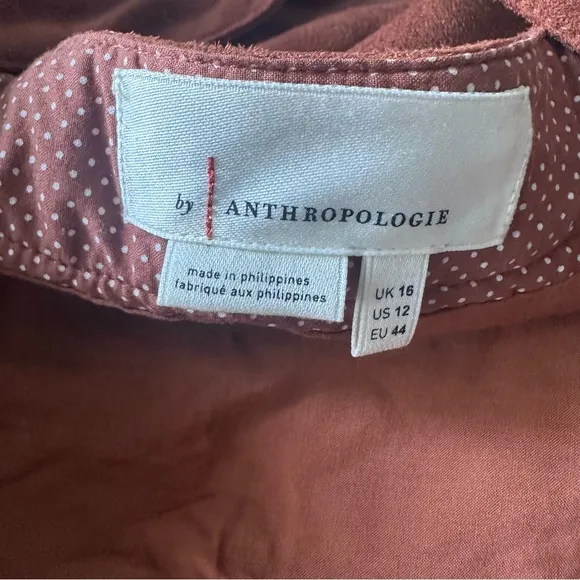 by ANTHROPOLOGIE
made in philippines
fabriqué aux philippines
UK 16
US 12
EU 44